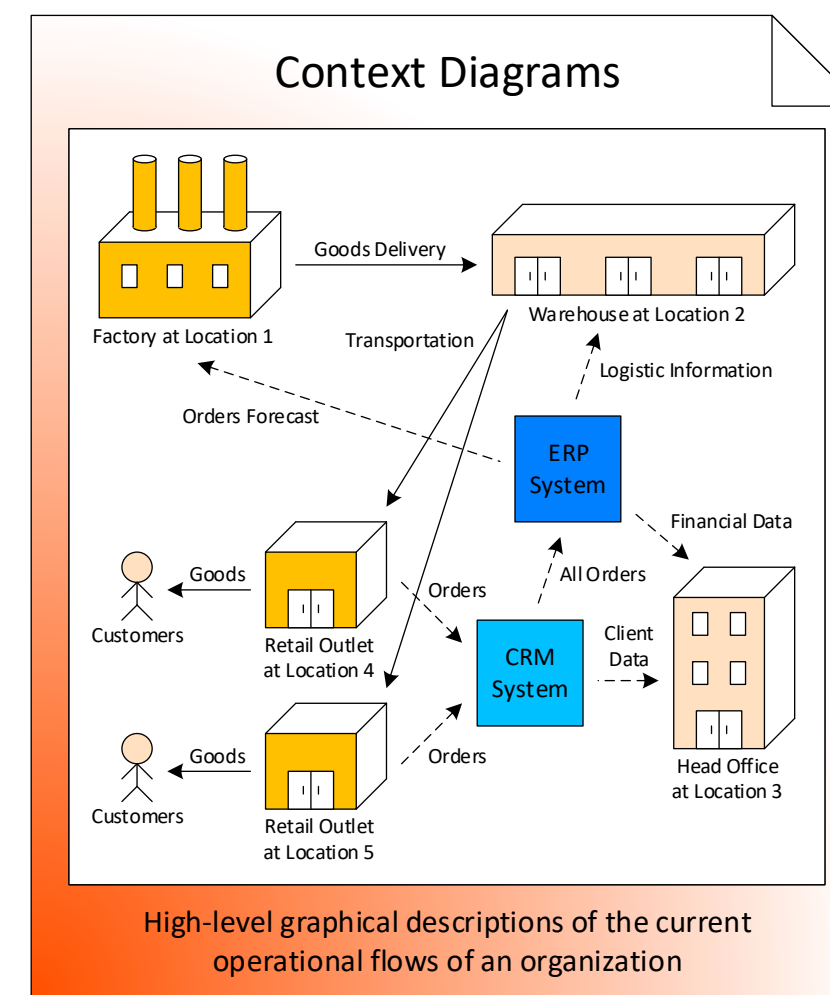 Context Diagrams
Goods Delivery
Factory at Location 1
Warehouse at Location 2
Transportation
Logistic Information
Orders Forecast
ERP
System
Financial Data
Goods
Customers
Retail Outlet
at Location 4
Orders
All Orders
CRM
System
Client
Data
Goods
Customers
Retail Outlet
at Location 5
Orders
Head Office
at Location 3
High-level graphical descriptions of the current
operational flows of an organization